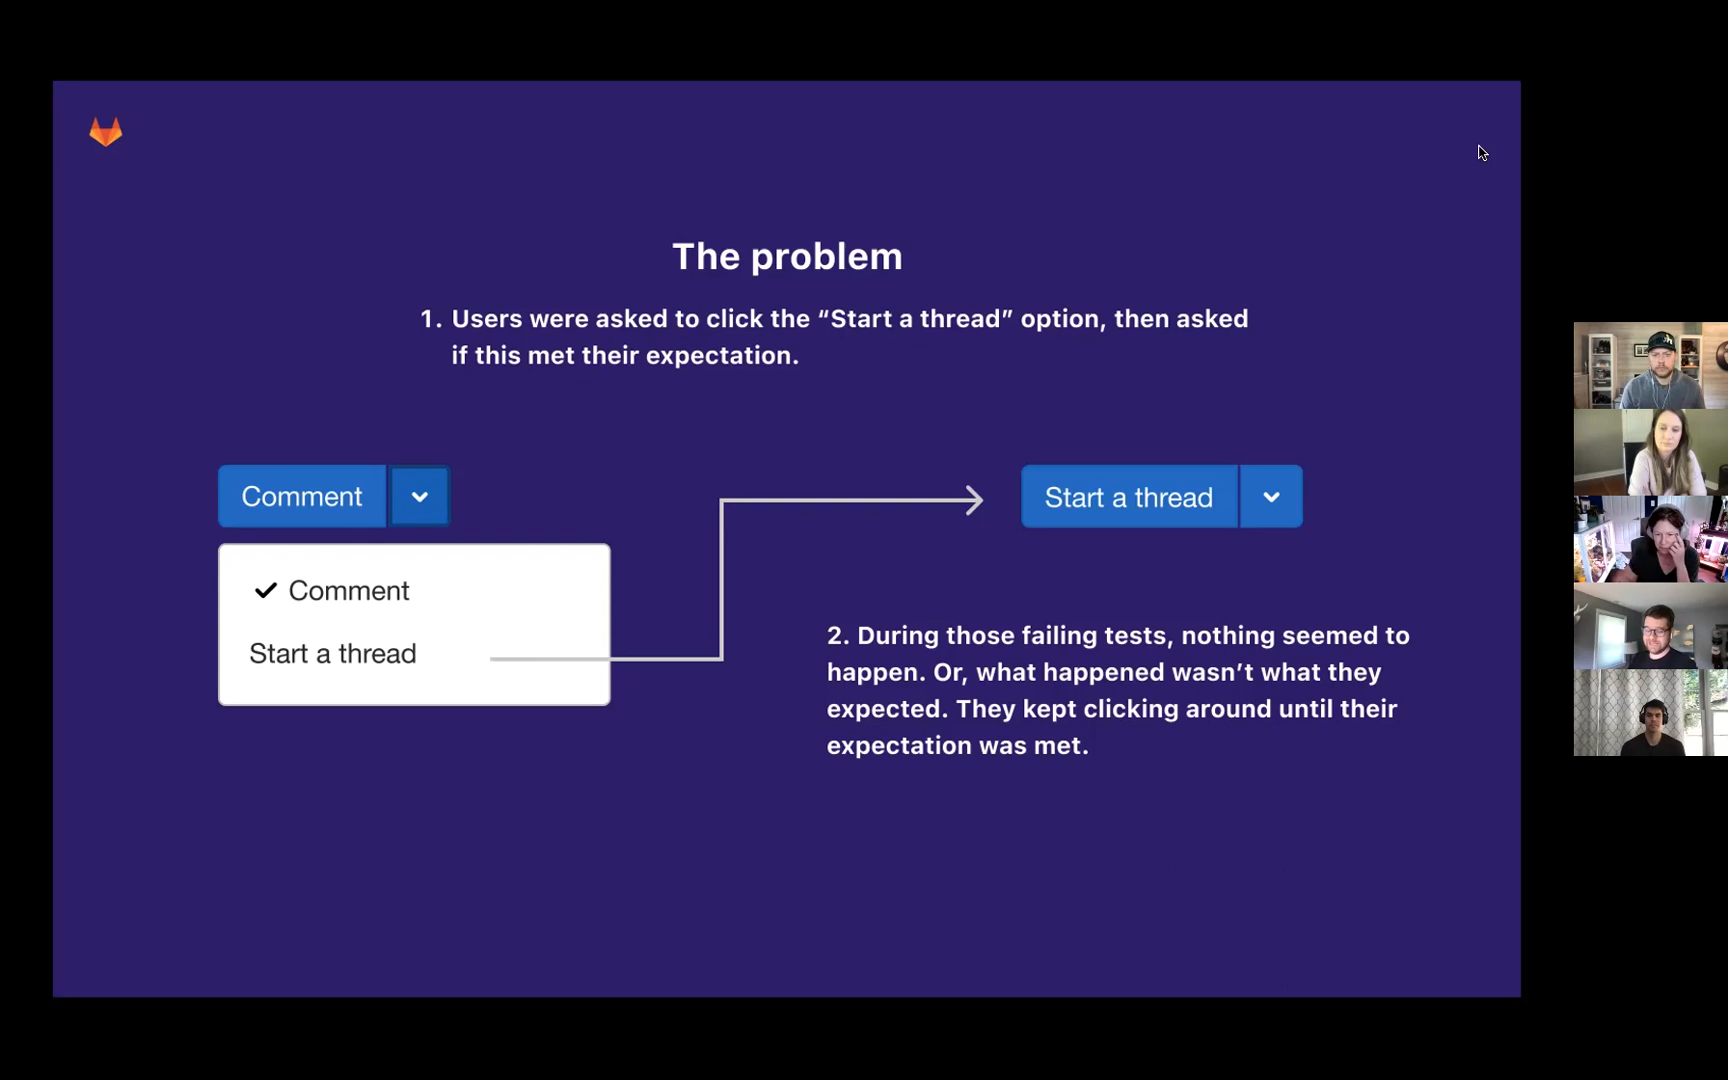 The problem
1. Users were asked to click the “Start a thread” option, then asked
if this met their expectation.
Comment
Comment
Start a thread
Start a thread
2. During those failing tests, nothing seemed to
happen. Or, what happened wasn’t what they
expected. They kept clicking around until their
expectation was met.